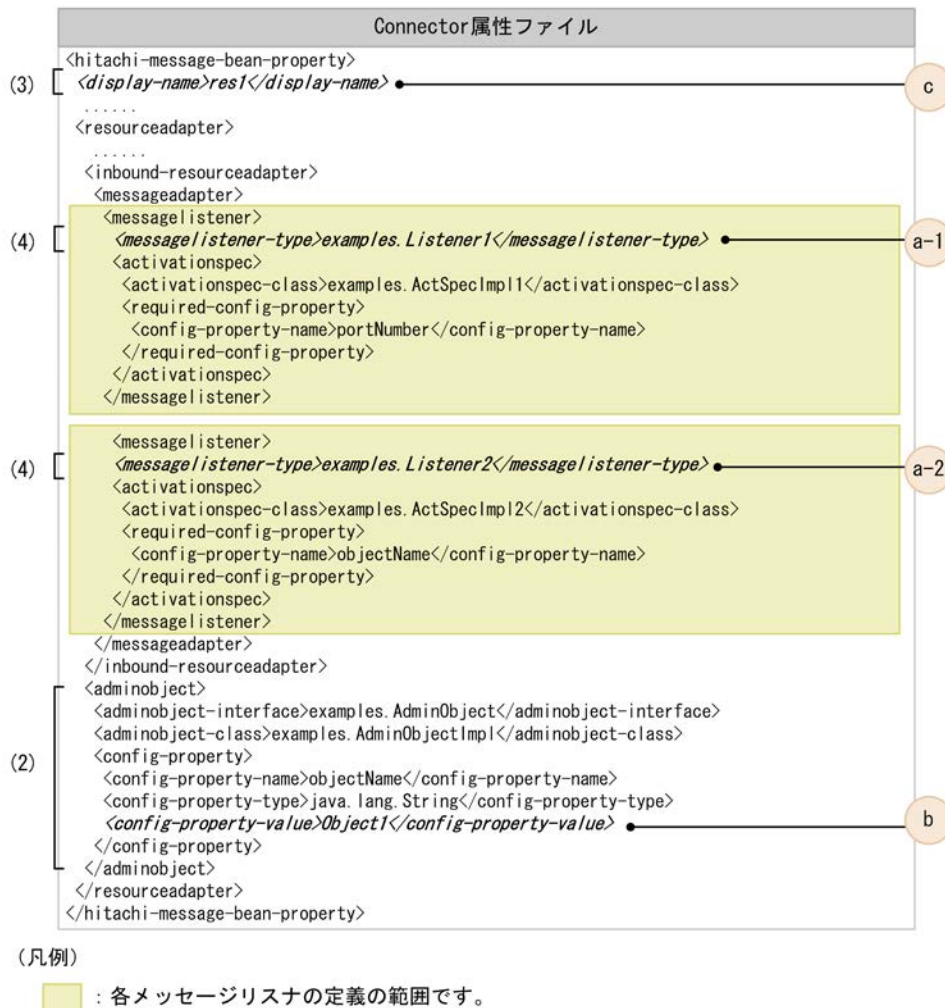 Connector属性ファイル
<hitachi-message-bean-property>
(3) <display-name>res1</display-name> c
......
<resourceadapter>
......
<inbound-resourceadapter>
<messageadapter>
<messagelistener>
(4) <messagelistener-type>examples.Listener1</messagelistener-type> a-1
<activationspec>
<activationspec-class>examples.ActSpecImpl1</activationspec-class>
<required-config-property>
<config-property-name>portNumber</config-property-name>
</required-config-property>
</activationspec>
</messagelistener>
<messagelistener>
(4) <messagelistener-type>examples.Listener2</messagelistener-type> a-2
<activationspec>
<activationspec-class>examples.ActSpecImpl2</activationspec-class>
<required-config-property>
<config-property-name>objectName</config-property-name>
</required-config-property>
</activationspec>
</messagelistener>
</messageadapter>
</inbound-resourceadapter>
<adminobject>
<adminobject-interface>examples.AdminObject</adminobject-interface>
<adminobject-class>examples.AdminObjectImpl</adminobject-class>
(2) <config-property>
<config-property-name>objectName</config-property-name>
<config-property-type>java.lang.String</config-property-type>
<config-property-value>Object1</config-property-value> b
</config-property>
</adminobject>
</resourceadapter>
</hitachi-message-bean-property>
(凡例)
:各メッセージリスナの定義の範囲です。